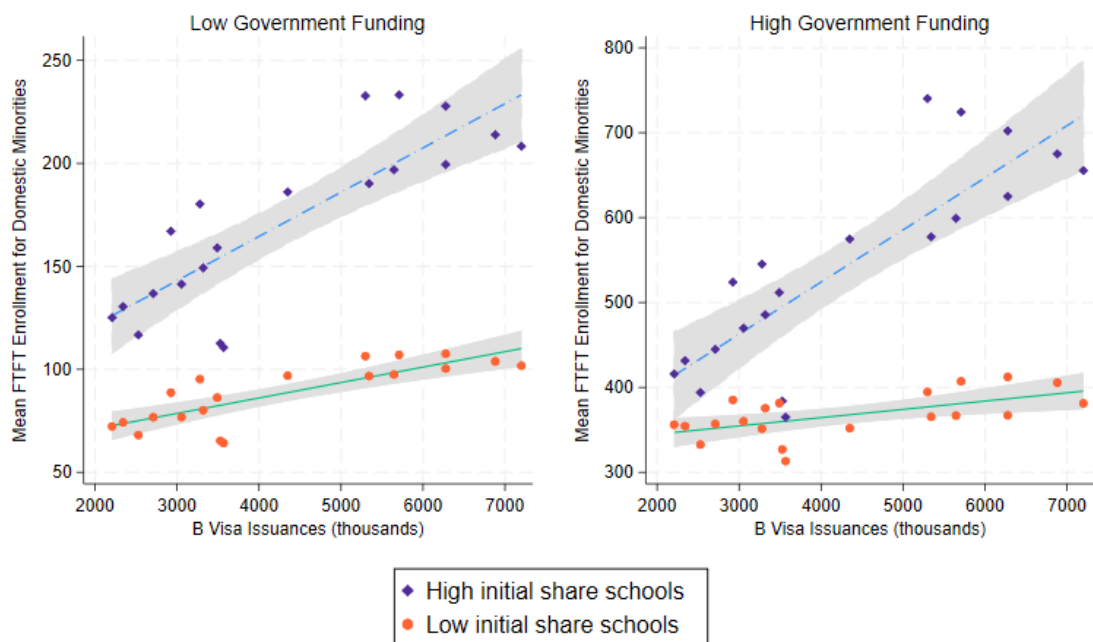 Low Government Funding
Mean FTFT Enrollment for Domestic Minorities
250
200
150
100
50
2000 3000 4000 5000 6000 7000
B Visa Issuances (thousands)
High Government Funding
Mean FTFT Enrollment for Domestic Minorities
800
700
600
500
400
300
2000 3000 4000 5000 6000 7000
B Visa Issuances (thousands)
High initial share schools
Low initial share schools